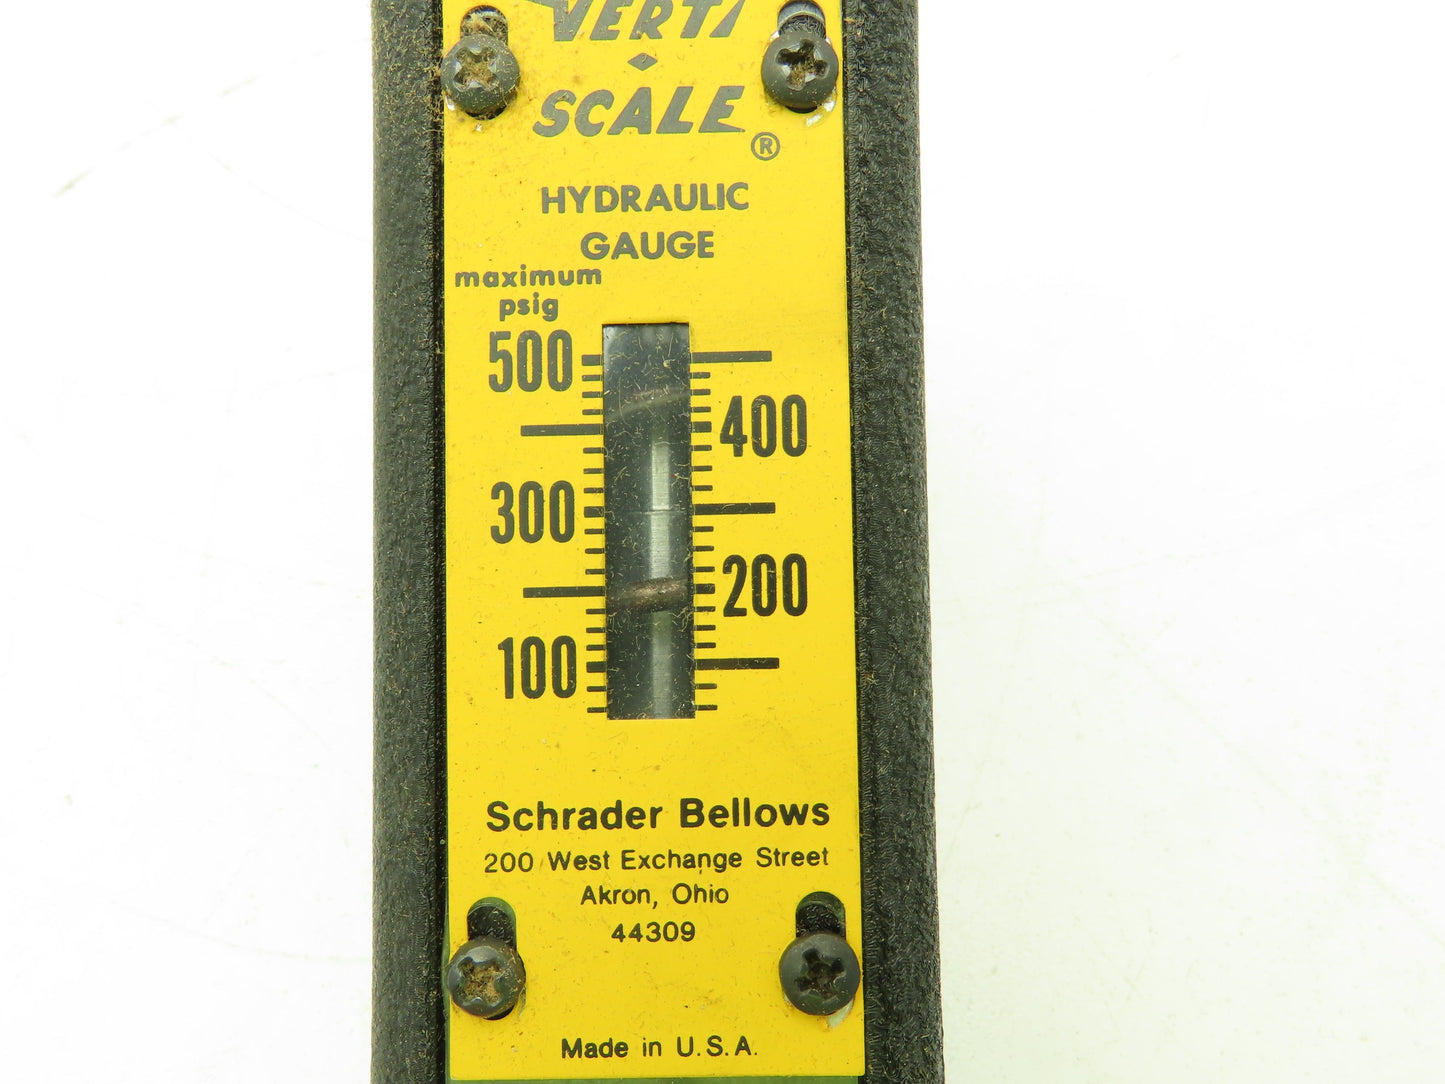 VERTI
SCALE ®
HYDRAULIC
GAUGE
maximum
psig
500
400
300
200
100
Schrader Bellows
200 West Exchange Street
Akron, Ohio
44309
Made in U.S.A.